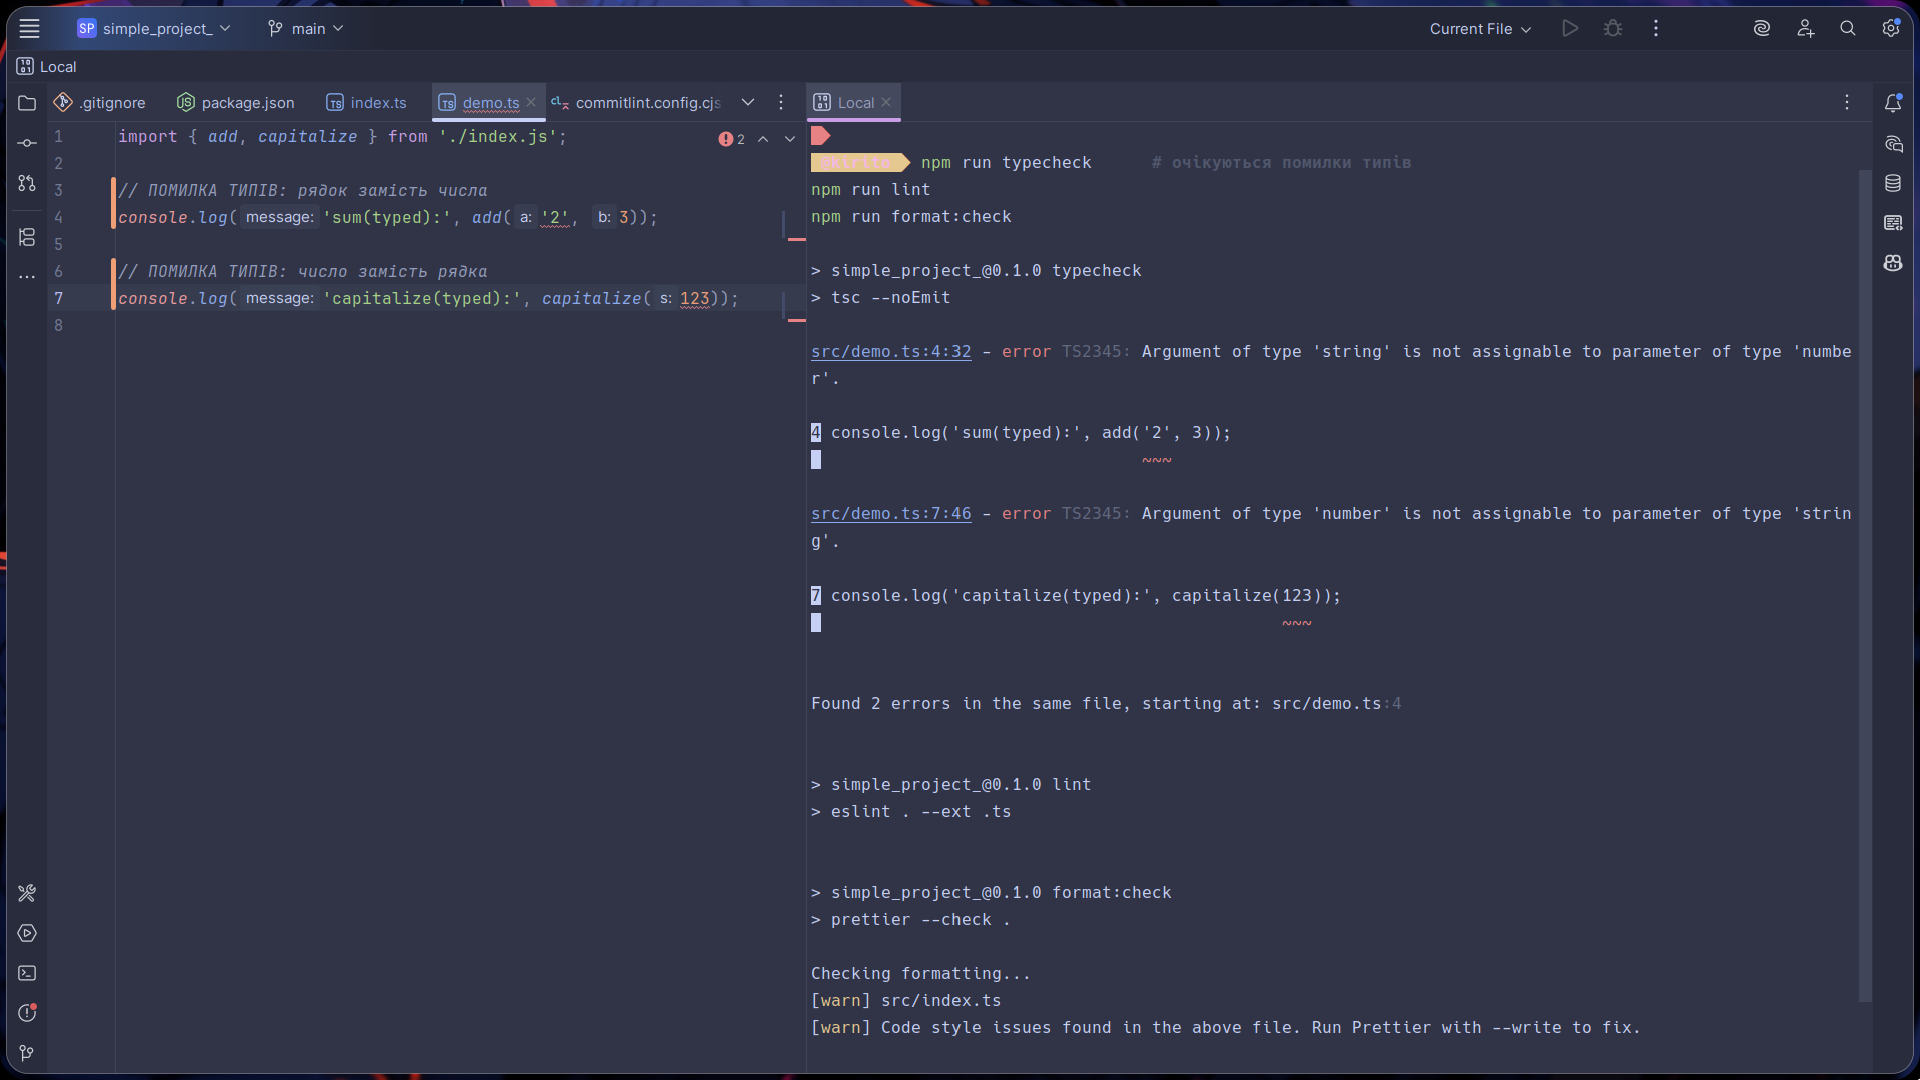 SP simple_project_ main Current File
Local
.gitignore package.json TS index.ts TS demo.ts commitlint.config.cjs Local
1 import { add, capitalize } from './index.js'; 2
2
3 // ПОМИЛКА ТИПІВ: рядок замість числа
4 console.log( message: 'sum(typed):', add( a: '2', b: 3));
5
6 // ПОМИЛКА ТИПІВ: число замість рядка
7 console.log( message: 'capitalize(typed):', capitalize( s: 123));
8
npm run typecheck # очікуються помилки типів
npm run lint
npm run format:check
> simple_project_@0.1.0 typecheck
> tsc --noEmit
src/demo.ts:4:32 - error TS2345: Argument of type 'string' is not assignable to parameter of type 'numbe
r'.
4 console.log('sum(typed):', add('2', 3));
~~~
src/demo.ts:7:46 - error TS2345: Argument of type 'number' is not assignable to parameter of type 'strin
g'.
7 console.log('capitalize(typed):', capitalize(123));
~~~
Found 2 errors in the same file, starting at: src/demo.ts:4
> simple_project_@0.1.0 lint
> eslint . --ext .ts
> simple_project_@0.1.0 format:check
> prettier --check .
Checking formatting...
[warn] src/index.ts
[warn] Code style issues found in the above file. Run Prettier with --write to fix.